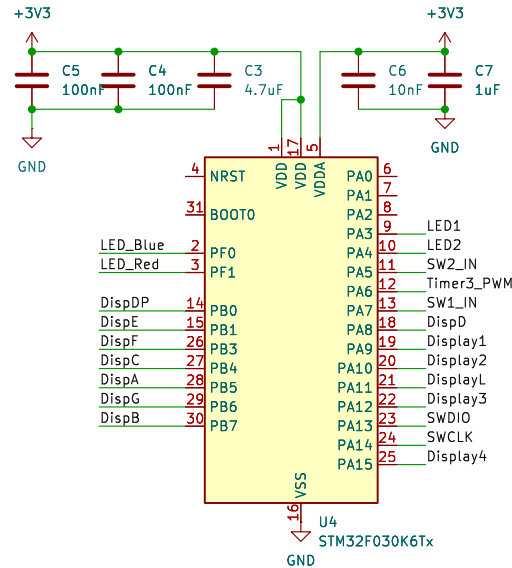 +3V3
+3V3
C5
100nF
C4
100nF
C3
4.7uF
C6
10nF
C7
1uF
GND
GND
1
VDD
17
VDD
5
VDDA
4
NRST
31
BOOT0
LED_Blue
2
PF0
LED_Red
3
PF1
DispDP
14
PB0
DispE
15
PB1
DispF
26
PB3
DispC
27
PB4
DispA
28
PB5
DispG
29
PB6
DispB
30
PB7
PA0
6
PA1
7
PA2
8
PA3
9
LED1
PA4
10
LED2
PA5
11
SW2_IN
PA6
12
Timer3_PWM
PA7
13
SW1_IN
PA8
18
DispD
PA9
19
Display1
PA10
20
Display2
PA11
21
DisplayL
PA12
22
Display3
PA13
23
SWDIO
PA14
24
SWCLK
PA15
25
Display4
VSS
16
U4
STM32F030K6Tx
GND